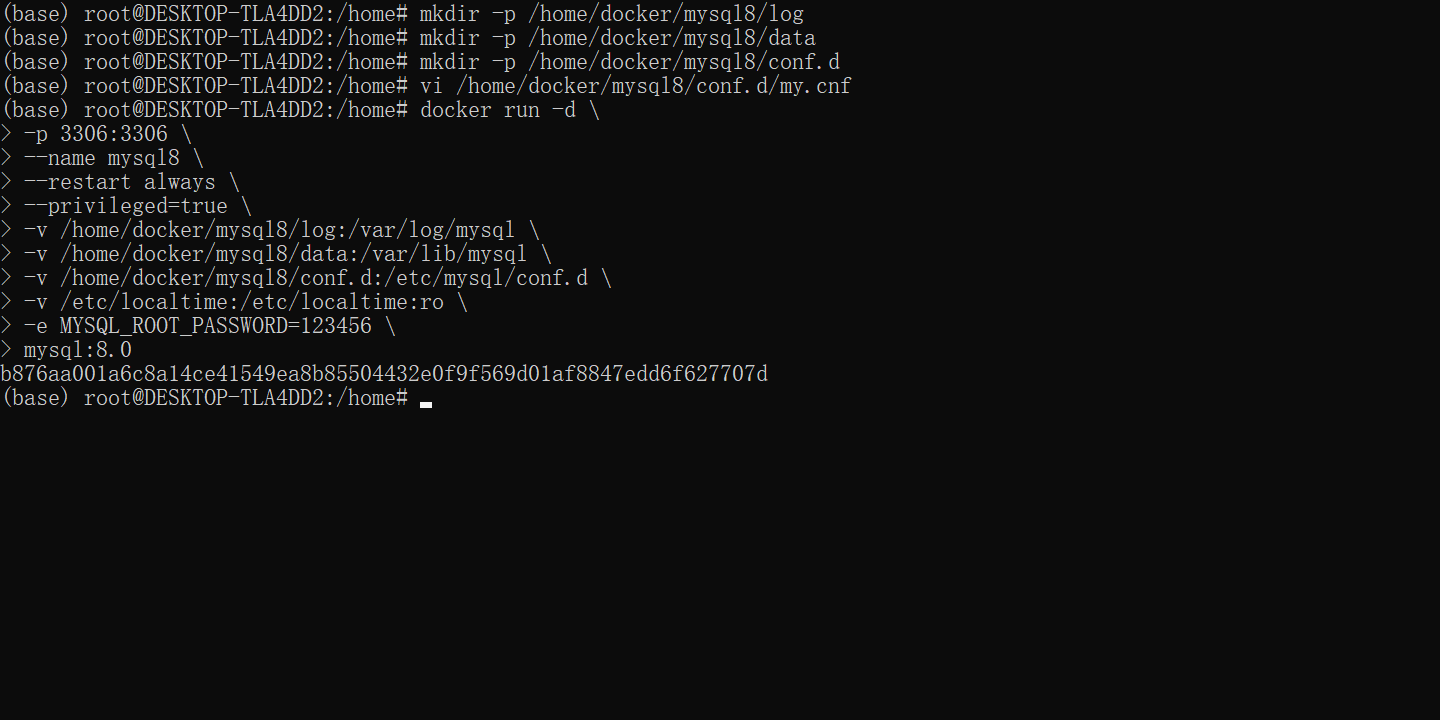 (base) root@DESKTOP-TLA4DD2:/home# mkdir -p /home/docker/mysql8/log
(base) root@DESKTOP-TLA4DD2:/home# mkdir -p /home/docker/mysql8/data
(base) root@DESKTOP-TLA4DD2:/home# mkdir -p /home/docker/mysql8/conf.d
(base) root@DESKTOP-TLA4DD2:/home# vi /home/docker/mysql8/conf.d/my.cnf
(base) root@DESKTOP-TLA4DD2:/home# docker run -d \
> -p 3306:3306 \
> --name mysql8 \
> --restart always \
> --privileged=true \
> -v /home/docker/mysql8/log:/var/log/mysql \
> -v /home/docker/mysql8/data:/var/lib/mysql \
> -v /home/docker/mysql8/conf.d:/etc/mysql/conf.d \
> -v /etc/localtime:/etc/localtime:ro \
> -e MYSQL_ROOT_PASSWORD=123456 \
> mysql:8.0
b876aa001a6c8a14ce41549ea8b85504432e0f9f569d01af8847edd6f627707d
(base) root@DESKTOP-TLA4DD2:/home#